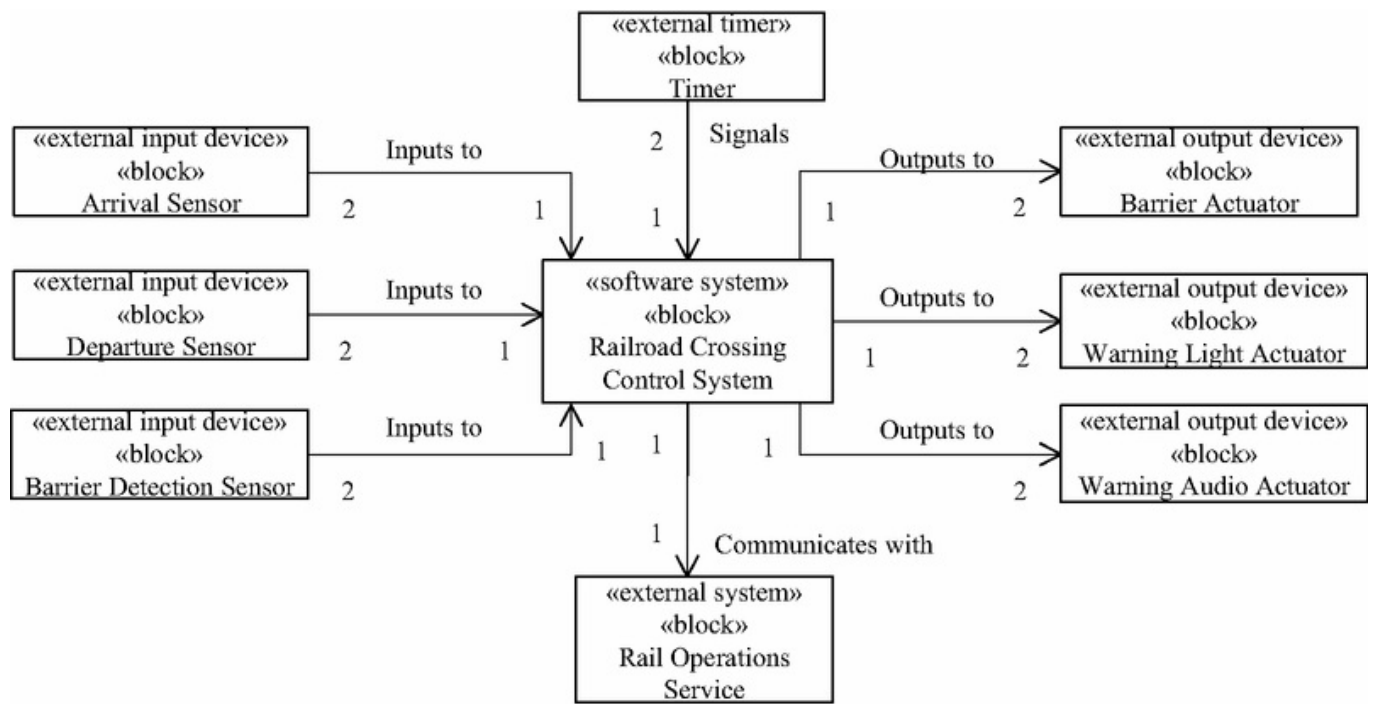 «external timer»
«block»
Timer
2
Signals
1
«external input device»
«block»
Arrival Sensor
Inputs to
2
1
«external output device»
«block»
Barrier Actuator
Outputs to
1
2
«external input device»
«block»
Departure Sensor
Inputs to
2
1
«software system»
«block»
Railroad Crossing
Control System
Outputs to
1
2
«external output device»
«block»
Warning Light Actuator
«external input device»
«block»
Barrier Detection Sensor
Inputs to
2
1
1
1
Outputs to
2
«external output device»
«block»
Warning Audio Actuator
1
Communicates with
«external system»
«block»
Rail Operations
Service